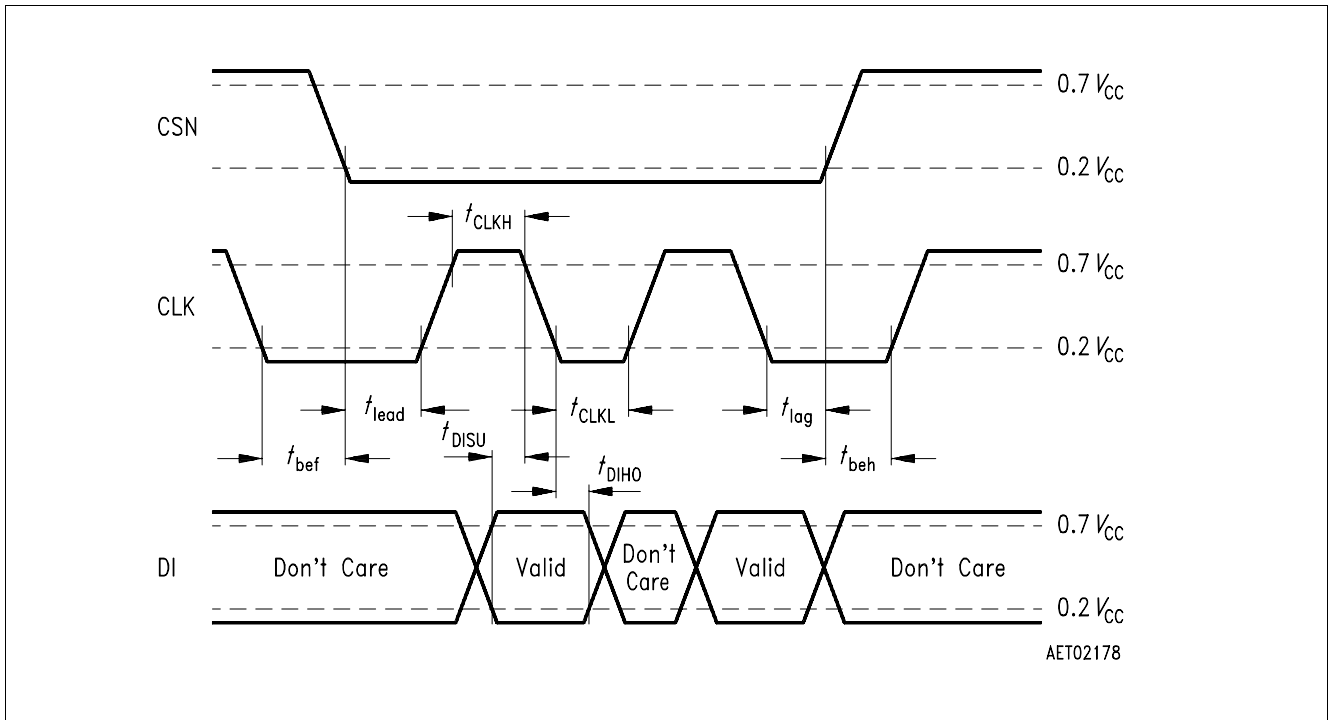 0.7 VCC
CSN
0.2 VCC
tCLKH
0.7 VCC
CLK
0.2 VCC
tlead
tCLKL
tlag
tDISU
tbef
tbeh
tDIHO
0.7 VCC
DI
Don't Care
Valid
Don't
Care
Valid
Don't Care
0.2 VCC
AET02178